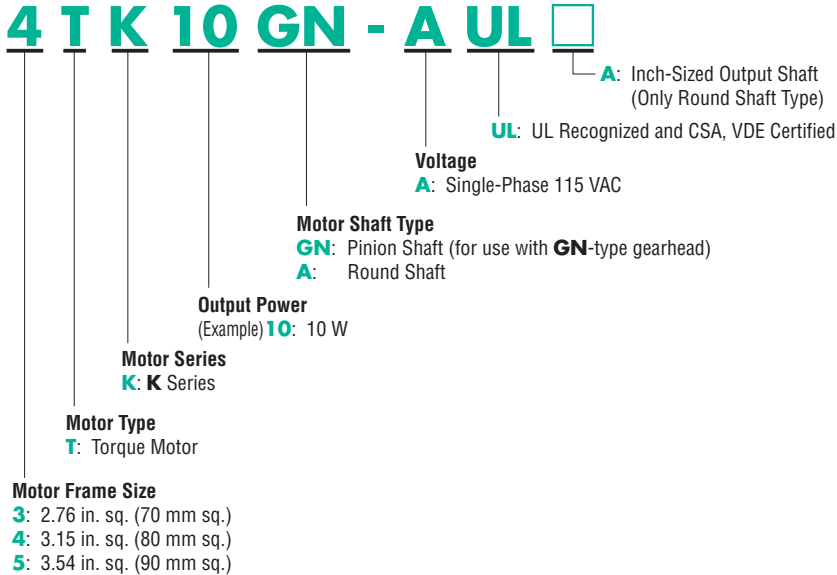 4 T K 10 GN - A UL
A: Inch-Sized Output Shaft
(Only Round Shaft Type)
UL: UL Recognized and CSA, VDE Certified
Voltage
A: Single-Phase 115 VAC
Motor Shaft Type
GN: Pinion Shaft (for use with GN-type gearhead)
A: Round Shaft
Output Power
(Example) 10: 10 W
Motor Series
K: K Series
Motor Type
T: Torque Motor
Motor Frame Size
3: 2.76 in. sq. (70 mm sq.)
4: 3.15 in. sq. (80 mm sq.)
5: 3.54 in. sq. (90 mm sq.)